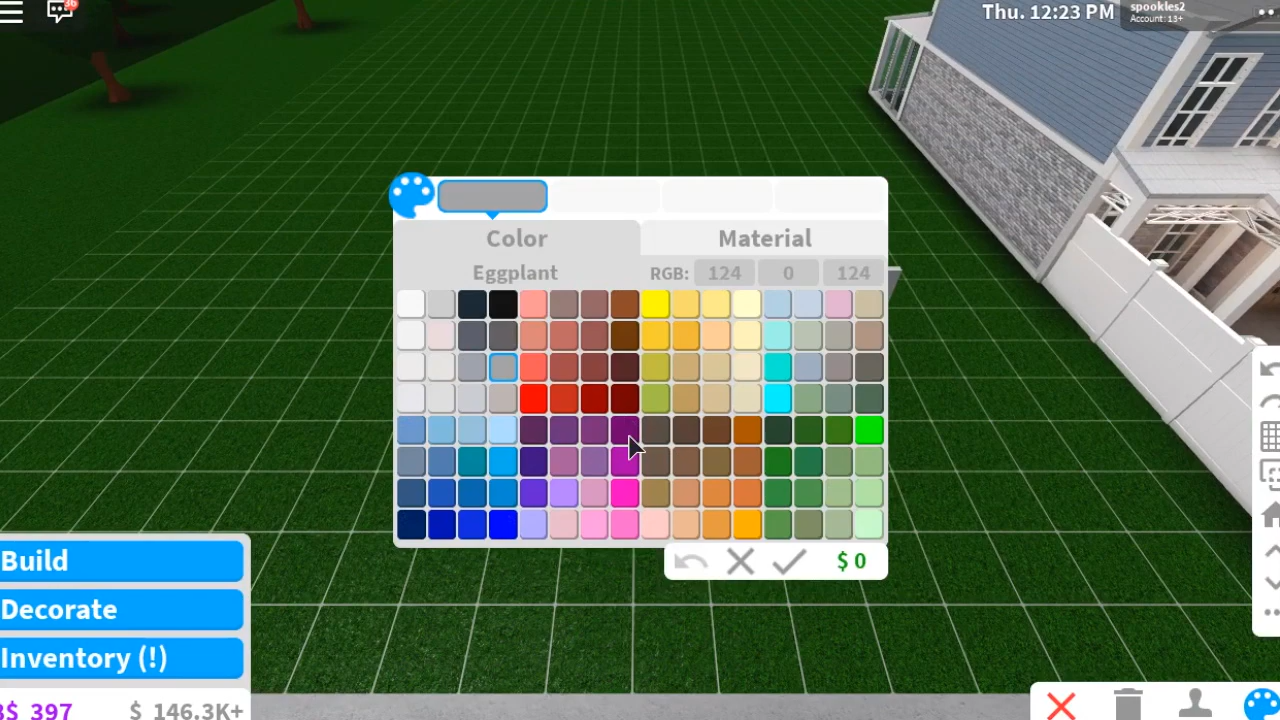 36
Thu. 12:23 PM
spookles2
Account: 13+
Color
Material
Eggplant
RGB: 124 0 124
$ 0
Build
Decorate
Inventory (!)
B$ 397
$ 146.3K+